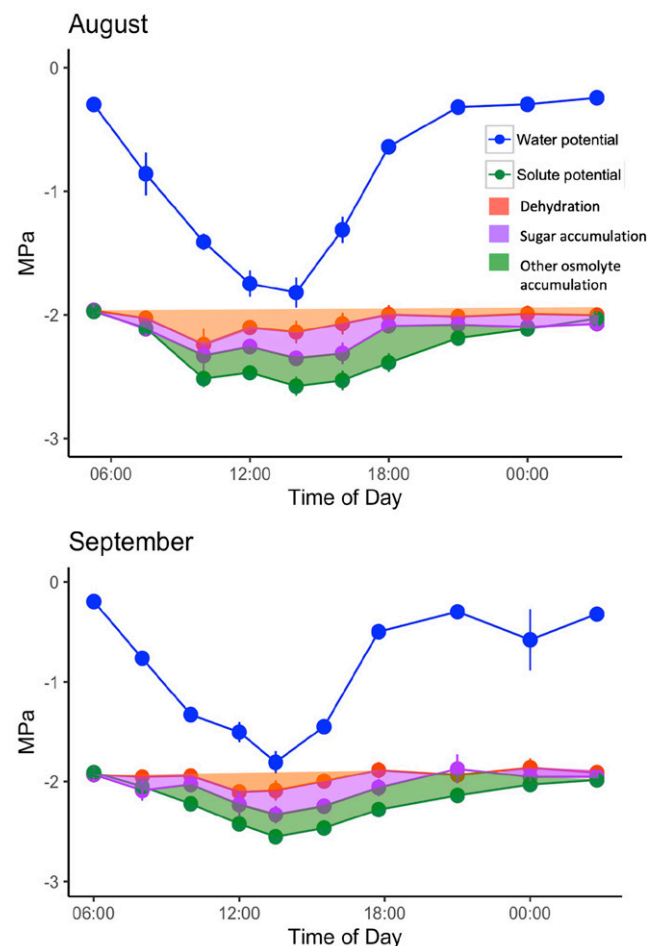 August
0
-1
-2
-3
MPa
Water potential
Solute potential
Dehydration
Sugar accumulation
Other osmolyte
accumulation
06:00 12:00 18:00 00:00
Time of Day
September
0
-1
-2
-3
MPa
06:00 12:00 18:00 00:00
Time of Day